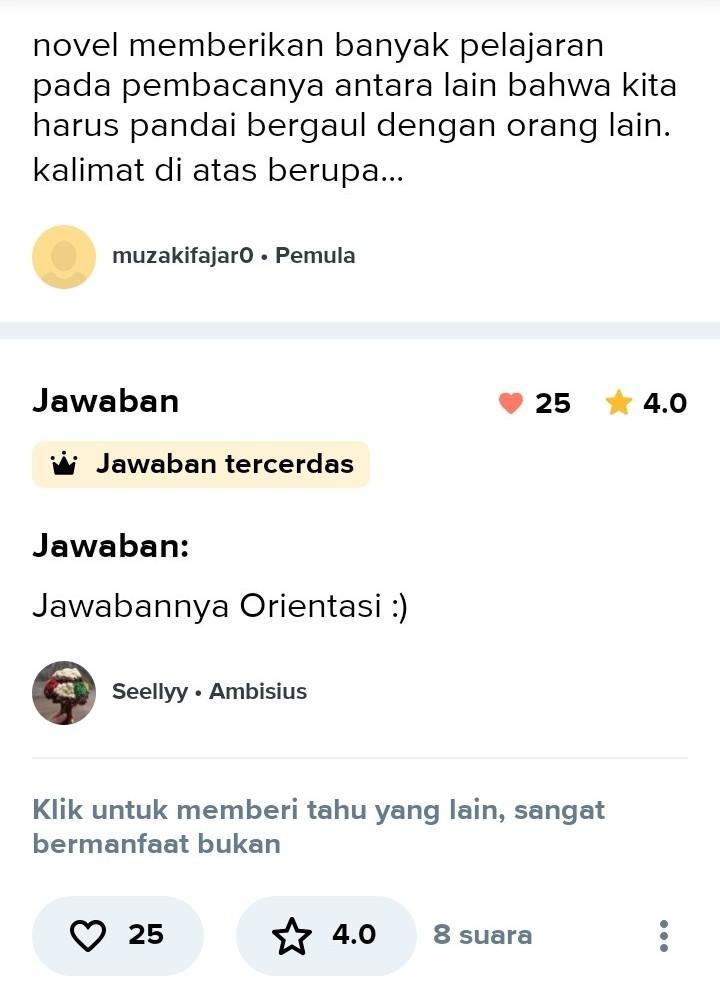 novel memberikan banyak pelajaran
pada pembacanya antara lain bahwa kita
harus pandai bergaul dengan orang lain.
kalimat di atas berupa...
muzakifajar0 • Pemula
Jawaban
25
4.0
Jawaban tercerdas
Jawaban:
Jawabannya Orientasi :)
Seellyy • Ambisius
Klik untuk memberi tahu yang lain, sangat
bermanfaat bukan
25
4.0
8 suara